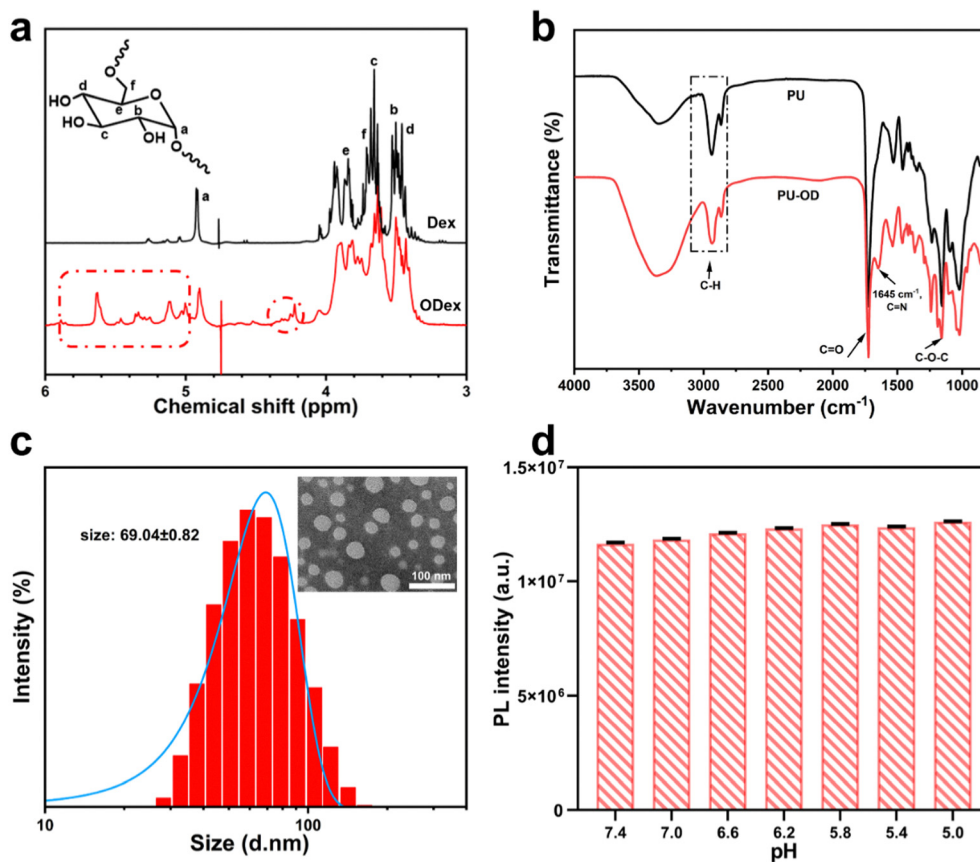 a
O
f
d
HO
e
O
HO
b
a
c
HO
O
a
e
f
c
b
d
Dex
ODex
6
5
4
3
Chemical shift (ppm)
b
Transmittance (%)
PU
PU-OD
C-H
1645 cm⁻¹,
C=N
C=O
C-O-C
4000
3500
3000
2500
2000
1500
1000
Wavenumber (cm⁻¹)
c
Intensity (%)
size: 69.04±0.82
100 nm
10
100
Size (d.nm)
d
PL intensity (a.u.)
1.5×10⁷
1×10⁷
5×10⁶
0
7.4
7.0
6.6
6.2
5.8
5.4
5.0
pH